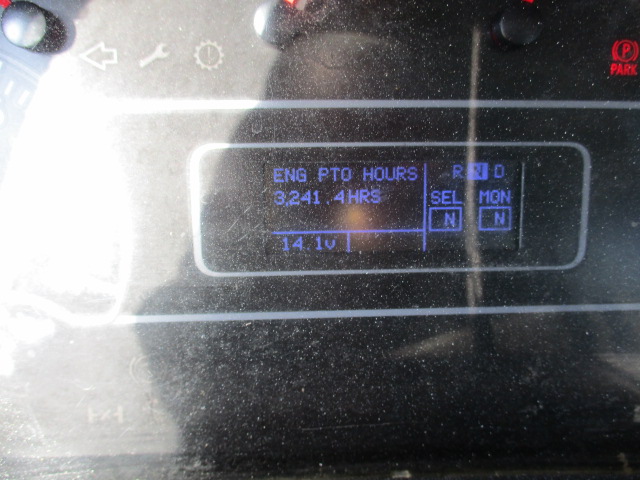 PARK
ENG PTO HOURS
3,241.4HRS
14.1v
R N D
SEL MON
N N